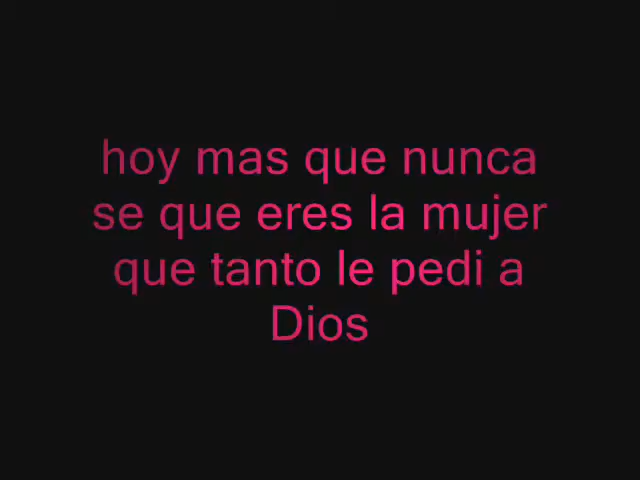 hoy mas que nunca
se que eres la mujer
que tanto le pedi a
Dios